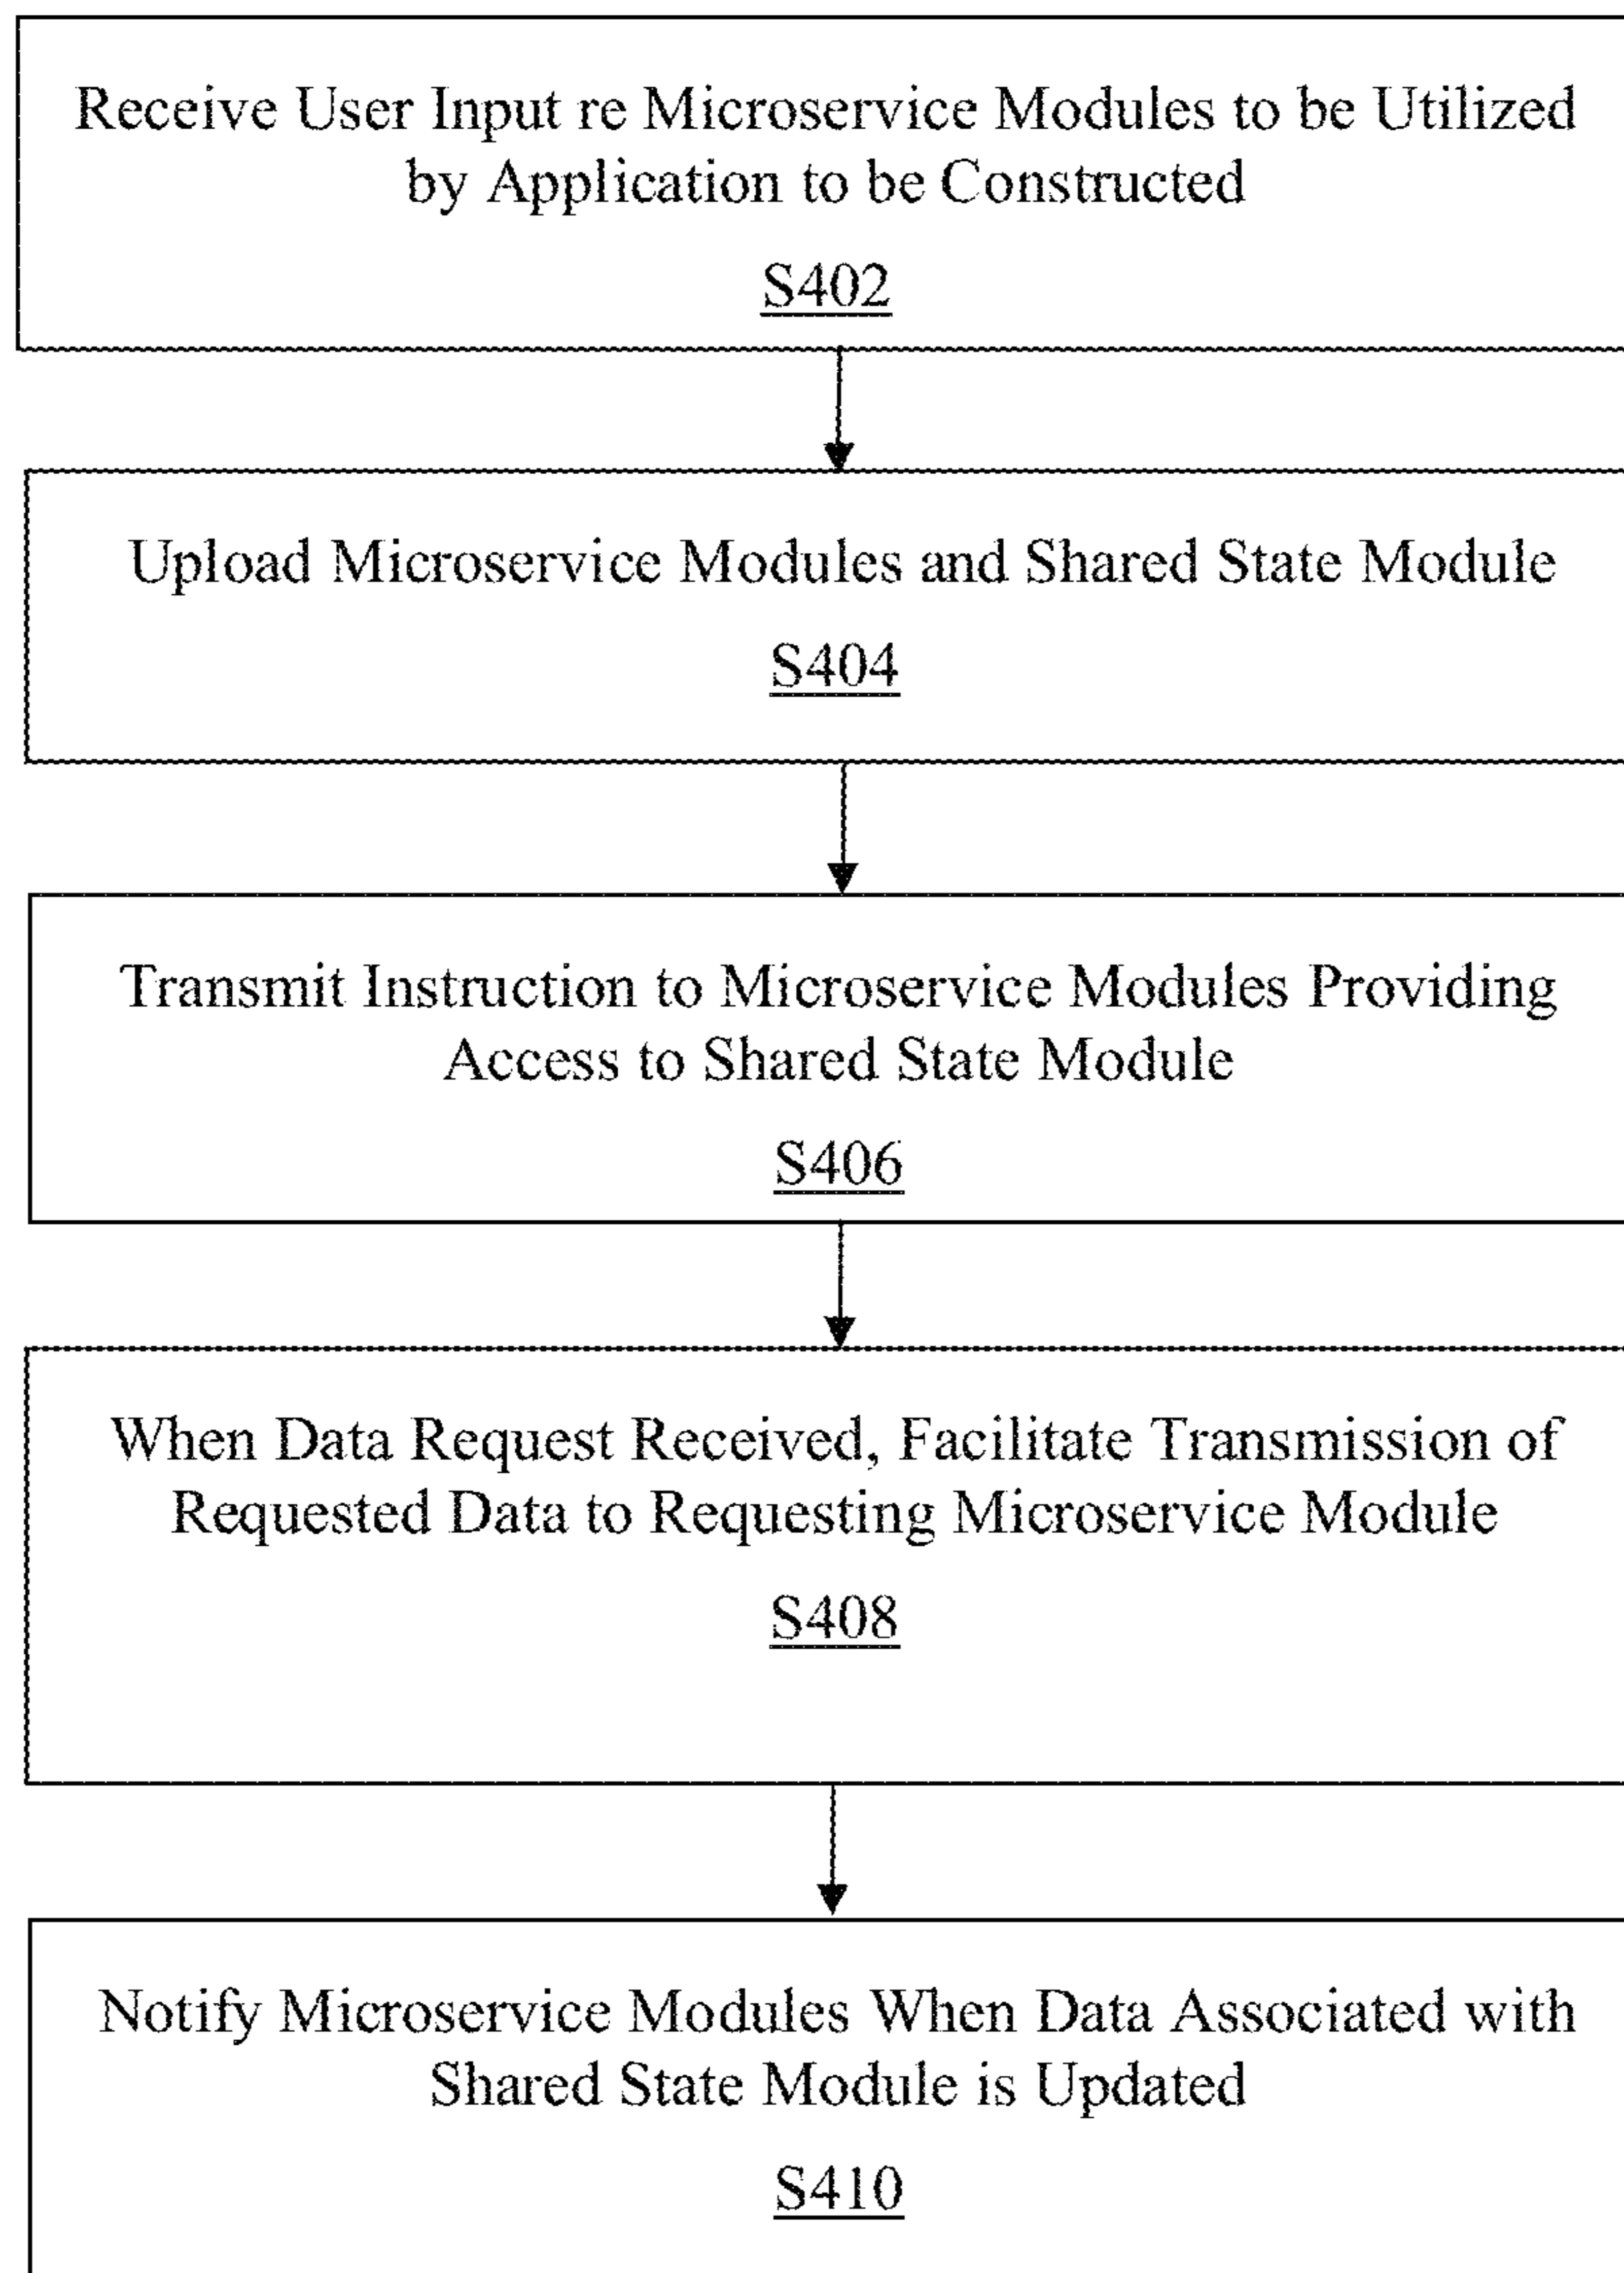 Receive User Input re Microservice Modules to be Utilized
by Application to be Constructed
S402
Upload Microservice Modules and Shared State Module
S404
Transmit Instruction to Microservice Modules Providing
Access to Shared State Module
S406
When Data Request Received, Facilitate Transmission of
Requested Data to Requesting Microservice Module
S408
Notify Microservice Modules When Data Associated with
Shared State Module is Updated
S410